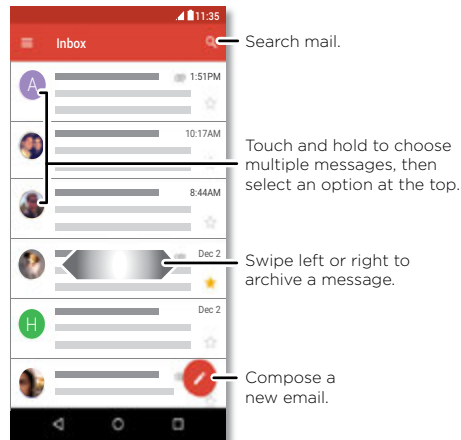 11:35
Inbox
Search mail.
A
1:51PM
10:17AM
Touch and hold to choose
multiple messages, then
select an option at the top.
8:44AM
Dec 2
Swipe left or right to
archive a message.
H
Dec 2
Compose a
new email.